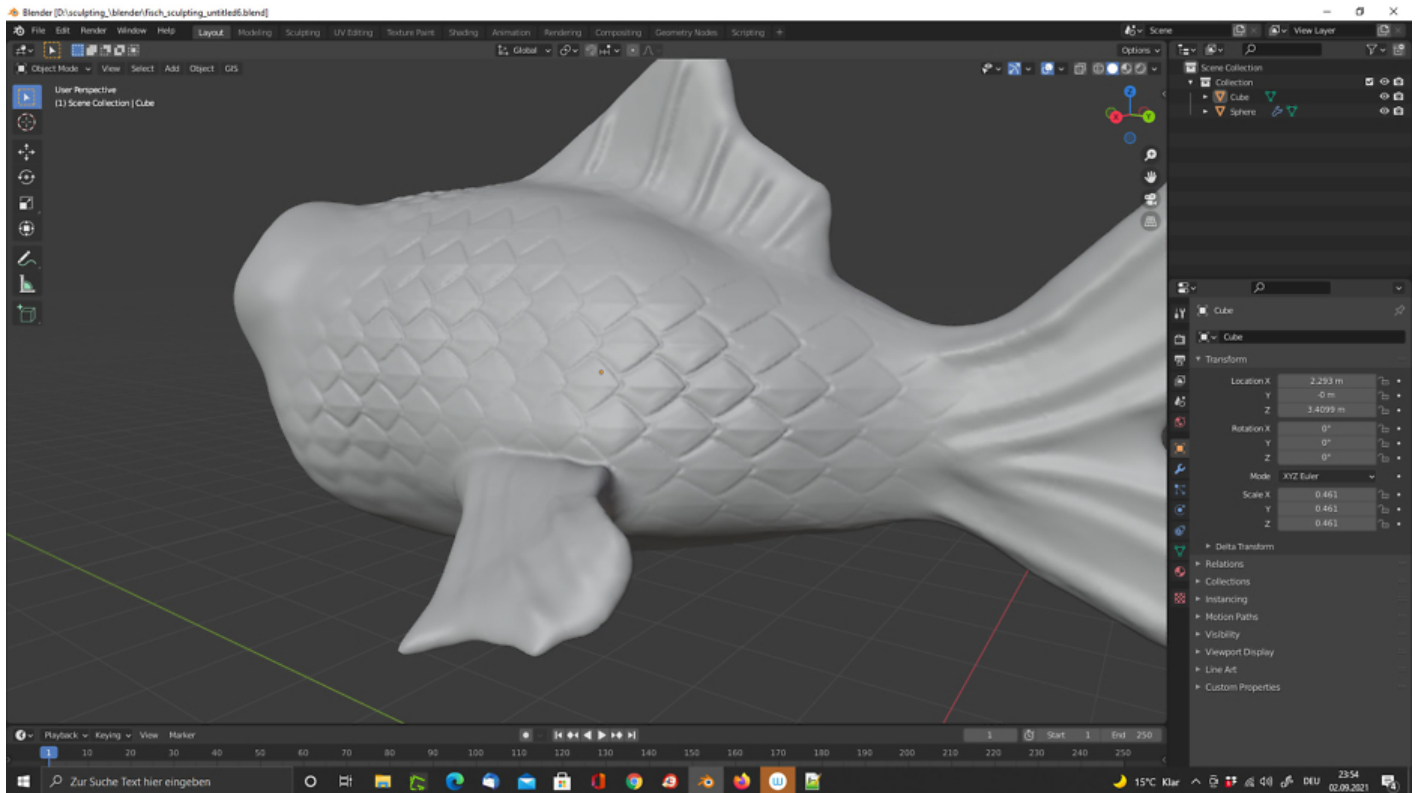 Blender [D:\sculpting_\blender\fisch_sculpting_untitled6.blend]
File Edit Render Window Help Layout Modeling Sculpting UV Editing Texture Paint Shading Animation Rendering Compositing Geometry Nodes Scripting + Scene View Layer
Global Options
Object Mode View Select Add Object GIS
User Perspective
(1) Scene Collection | Cube
Z
X
Y
Scene Collection
Collection
Cube
Sphere
Cube
Cube
Transform
Location X 2.293 m
Y -0 m
Z 3.4099 m
Rotation X 0°
Y 0°
Z 0°
Mode XYZ Euler
Scale X 0.461
Y 0.461
Z 0.461
Delta Transform
Relations
Collections
Instancing
Motion Paths
Visibility
Viewport Display
Line Art
Custom Properties
Playback Keying View Marker 1 Start 1 End 250
1 10 20 30 40 50 60 70 80 90 100 110 120 130 140 150 160 170 180 190 200 210 220 230 240 250
Zur Suche Text hier eingeben
15°C Klar
DEU
23:54
02.09.2021
4